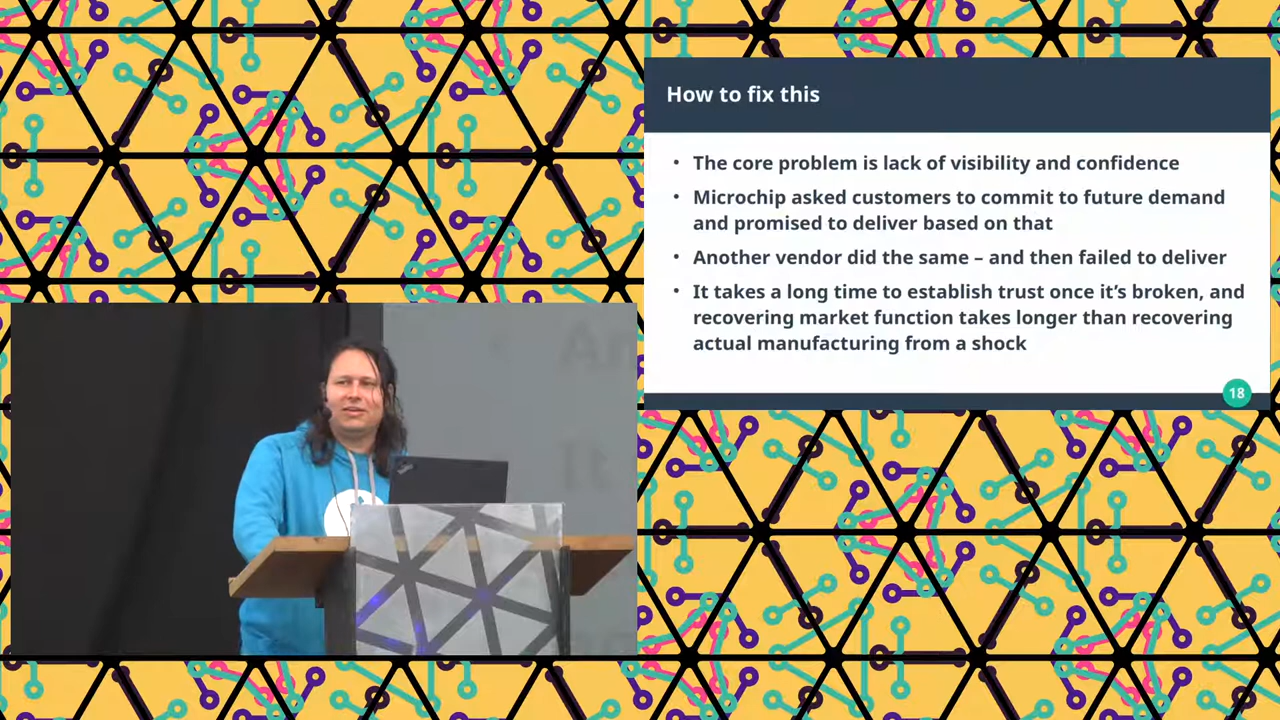 How to fix this
• The core problem is lack of visibility and confidence
• Microchip asked customers to commit to future demand
and promised to deliver based on that
• Another vendor did the same – and then failed to deliver
• It takes a long time to establish trust once it’s broken, and
recovering market function takes longer than recovering
actual manufacturing from a shock
18
An
It